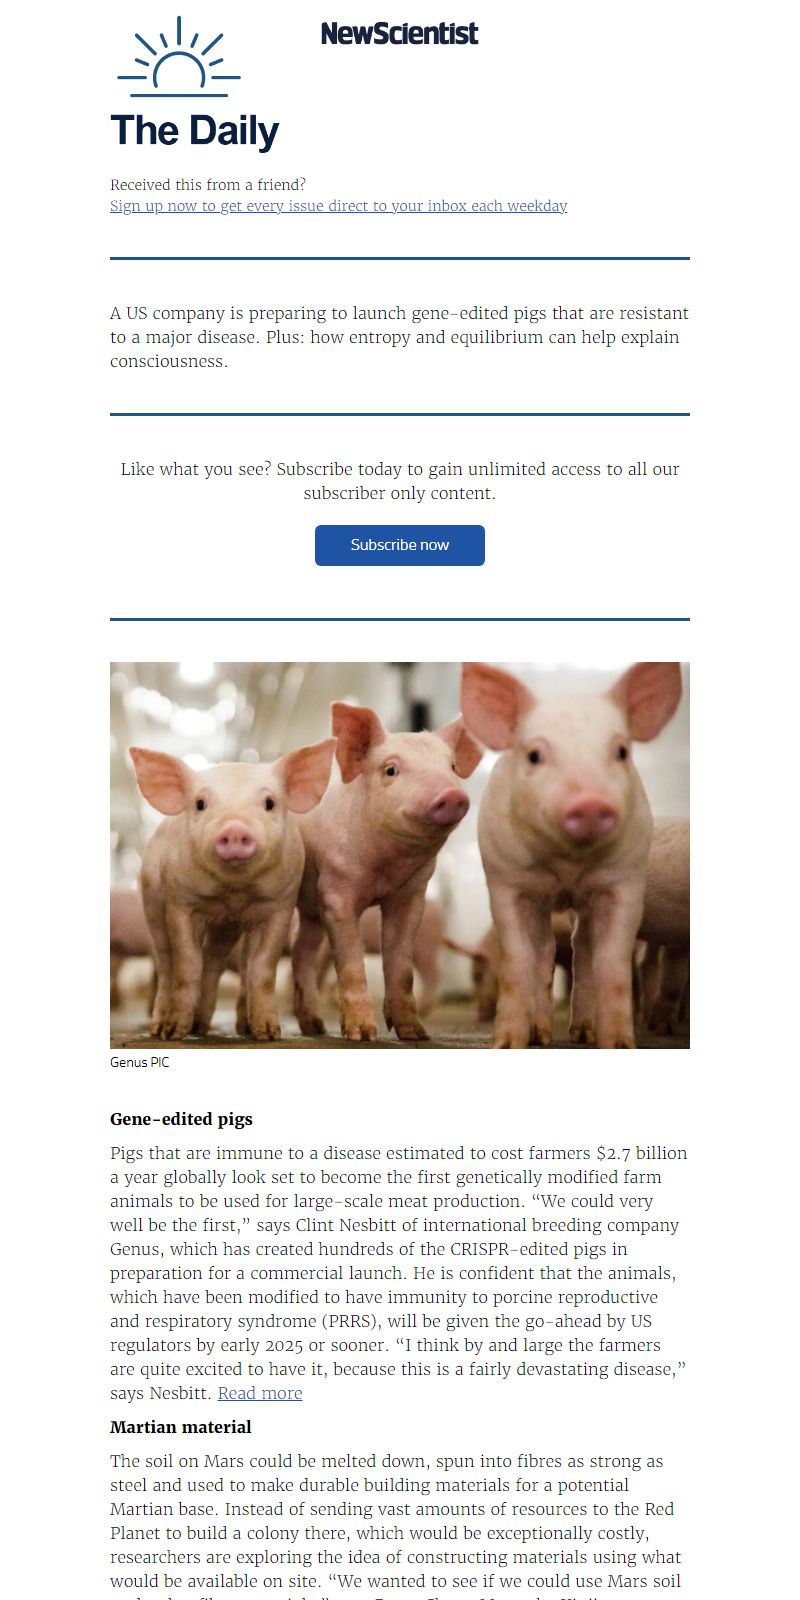 NewScientist
The Daily
Received this from a friend?
Sign up now to get every issue direct to your inbox each weekday
A US company is preparing to launch gene-edited pigs that are resistant
to a major disease. Plus: how entropy and equilibrium can help explain
consciousness.
Like what you see? Subscribe today to gain unlimited access to all our
subscriber only content.
Subscribe now
Genus PIC
Gene-edited pigs
Pigs that are immune to a disease estimated to cost farmers $2.7 billion
a year globally look set to become the first genetically modified farm
animals to be used for large-scale meat production. “We could very
well be the first,” says Clint Nesbitt of international breeding company
Genus, which has created hundreds of the CRISPR-edited pigs in
preparation for a commercial launch. He is confident that the animals,
which have been modified to have immunity to porcine reproductive
and respiratory syndrome (PRRS), will be given the go-ahead by US
regulators by early 2025 or sooner. “I think by and large the farmers
are quite excited to have it, because this is a fairly devastating disease,”
says Nesbitt. Read more
Martian material
The soil on Mars could be melted down, spun into fibres as strong as
steel and used to make durable building materials for a potential
Martian base. Instead of sending vast amounts of resources to the Red
Planet to build a colony there, which would be exceptionally costly,
researchers are exploring the idea of constructing materials using what
would be available on site. “We wanted to see if we could use Mars soil